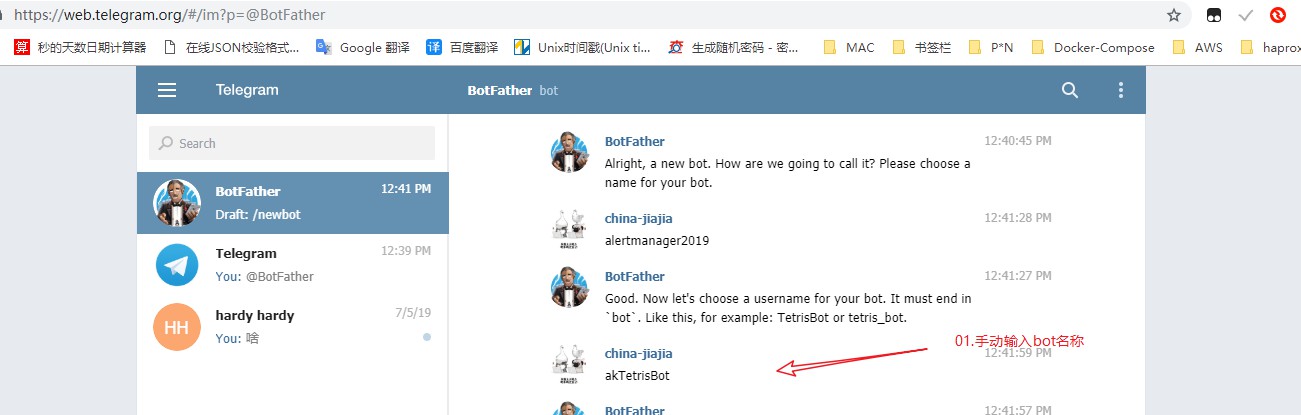 https://web.telegram.org/#/im?p=@BotFather
算 秒的天数日期计算器 在线JSON校验格式... Google 翻译 译 百度翻译 Unix时间戳(Unix ti... 生成随机密码 - 密... MAC 书签栏 P*N Docker-Compose AWS haprox
Telegram
BotFather bot
Search
BotFather 12:41 PM
Draft: /newbot
Telegram 12:39 PM
You: @BotFather
HH
hardy hardy 7/5/19
You: 啥
BotFather 12:40:45 PM
Alright, a new bot. How are we going to call it? Please choose a
name for your bot.
china-jiajia 12:41:28 PM
alertmanager2019
BotFather 12:41:27 PM
Good. Now let's choose a username for your bot. It must end in
`bot`. Like this, for example: TetrisBot or tetris_bot.
01.手动输入bot名称
china-jiajia 12:41:59 PM
akTetrisBot
BotFather 12:41:57 PM